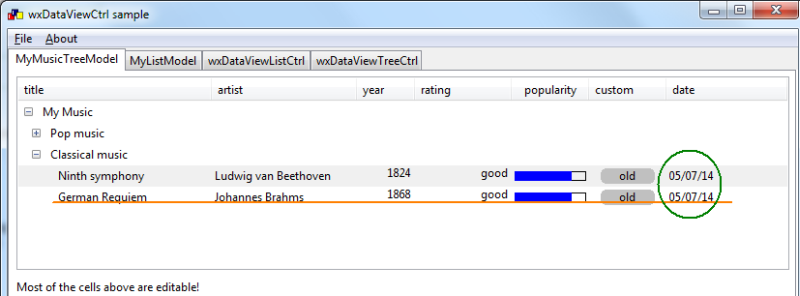 wxDataViewCtrl sample
File About
MyMusicTreeModel MyListModel wxDataViewListCtrl wxDataViewTreeCtrl
title artist year rating popularity custom date
My Music
Pop music
Classical music
Ninth symphony Ludwig van Beethoven 1824 good old 05/07/14
German Requiem Johannes Brahms 1868 good old 05/07/14
Most of the cells above are editable!